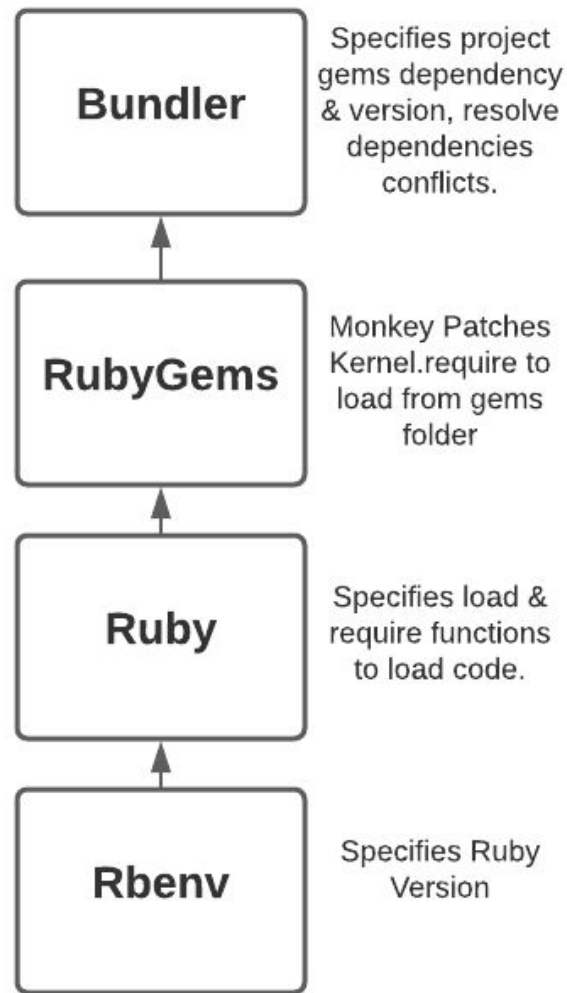 Bundler
Specifies project
gems dependency
& version, resolve
dependencies
conflicts.
RubyGems
Monkey Patches
Kernel.require to
load from gems
folder
Ruby
Specifies load &
require functions
to load code.
Rbenv
Specifies Ruby
Version